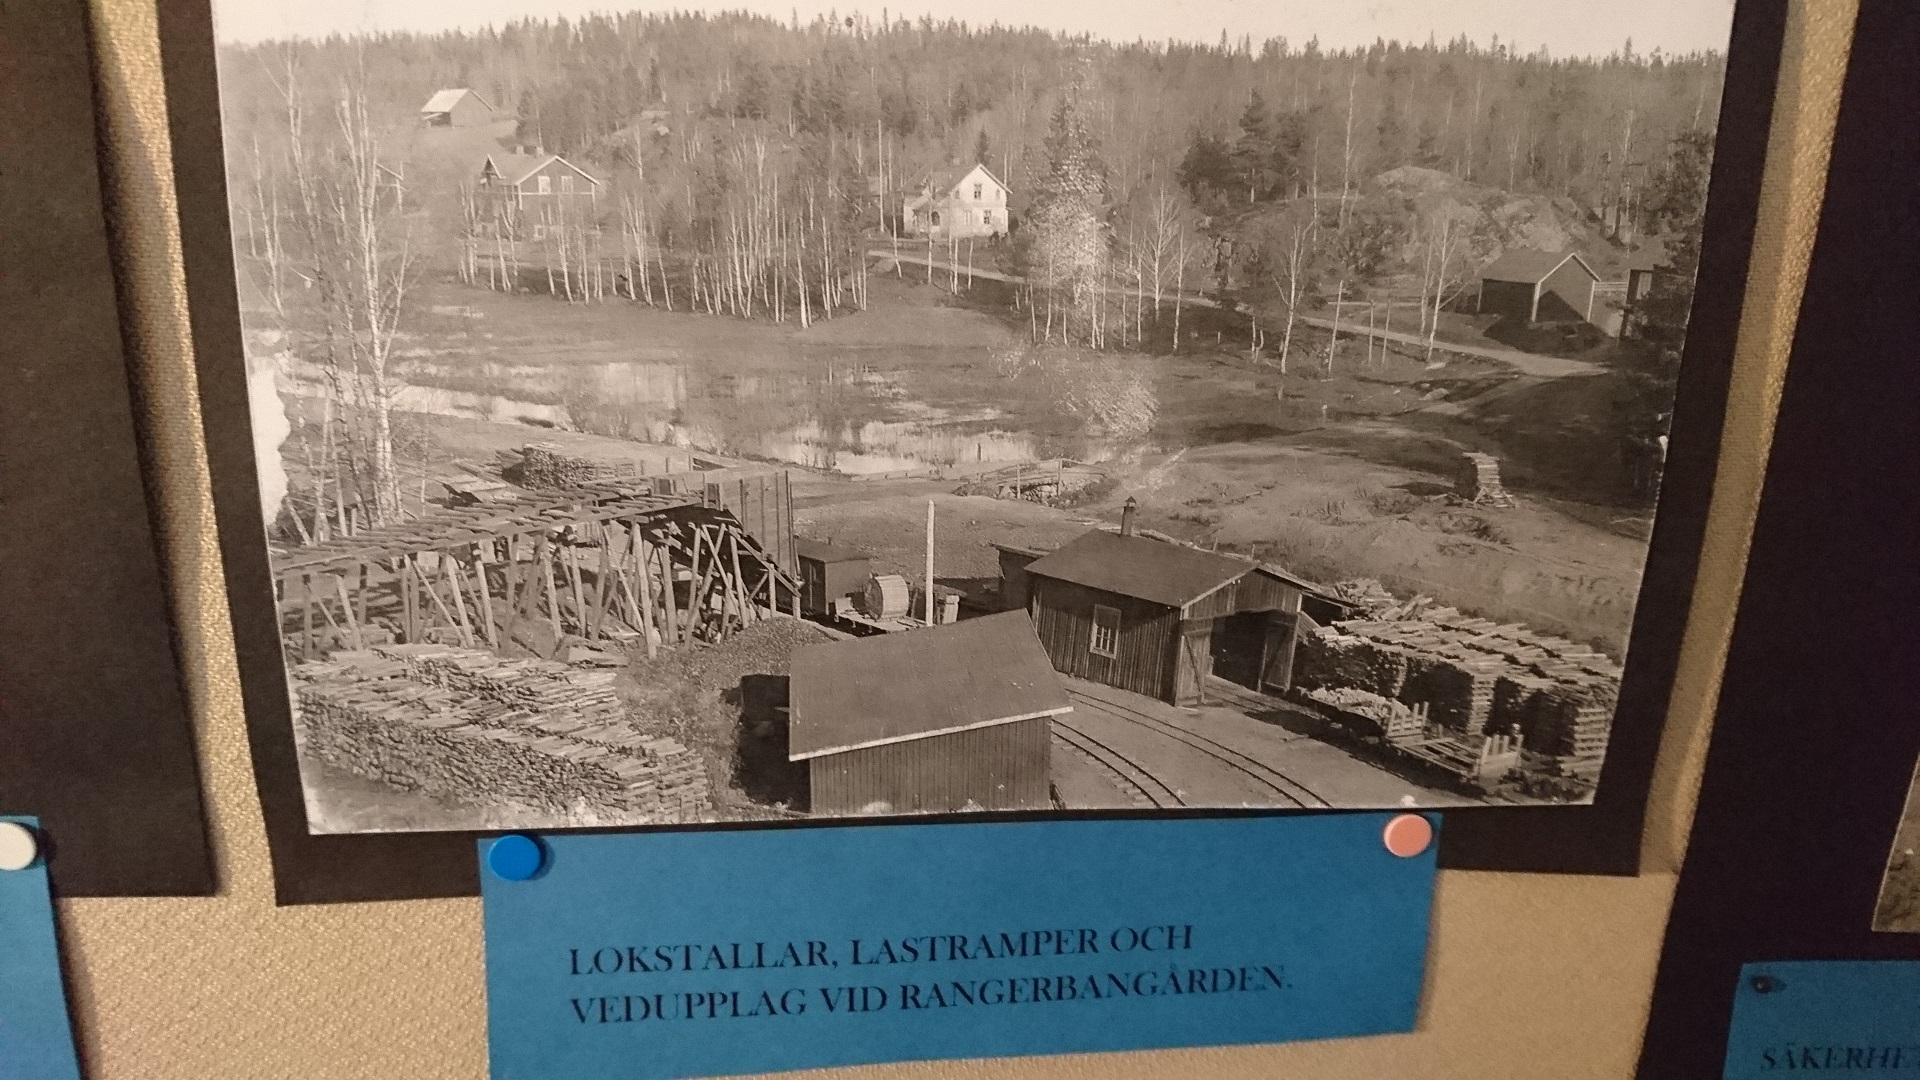 LOKSTALLAR, LASTRAMPER OCH
VEDUPPLAG VID RANGERBANGÅRDEN.